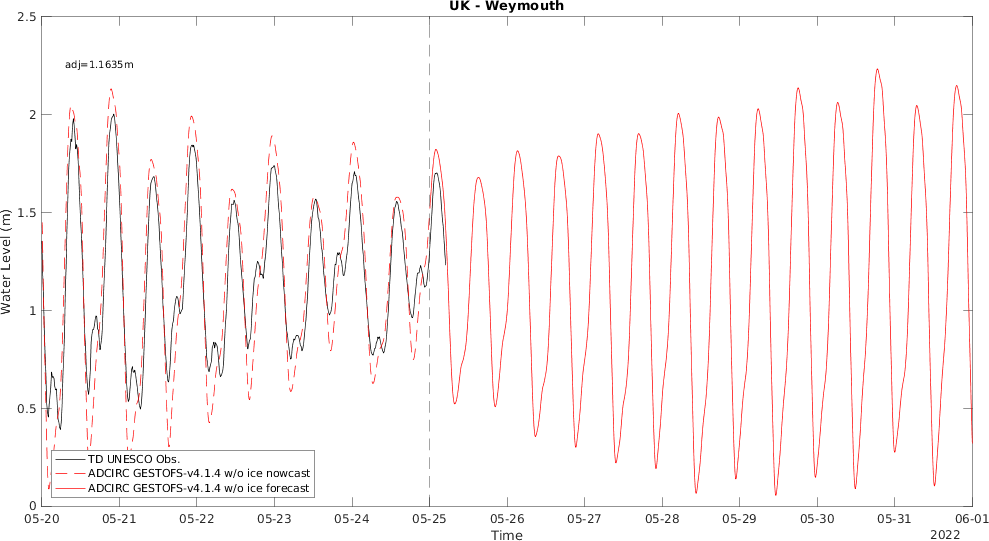 UK - Weymouth
adj=1.1635m
Water Level (m)
2.5
2
1.5
1
0.5
0
TD UNESCO Obs.
ADCIRC GESTOFS-v4.1.4 w/o ice nowcast
ADCIRC GESTOFS-v4.1.4 w/o ice forecast
05-20 05-21 05-22 05-23 05-24 05-25 05-26 05-27 05-28 05-29 05-30 05-31 06-01
Time
2022